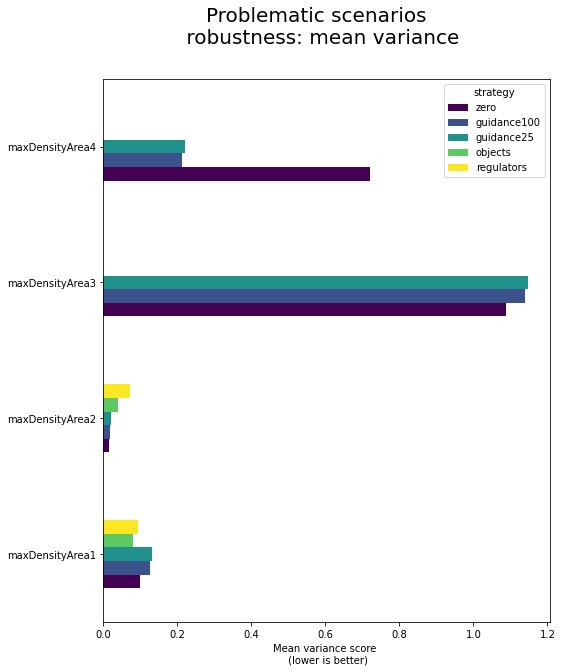 Problematic scenarios
robustness: mean variance
strategy
zero
guidance100
guidance25
objects
regulators
maxDensityArea4
maxDensityArea3
maxDensityArea2
maxDensityArea1
0.0 0.2 0.4 0.6 0.8 1.0 1.2
Mean variance score
(lower is better)